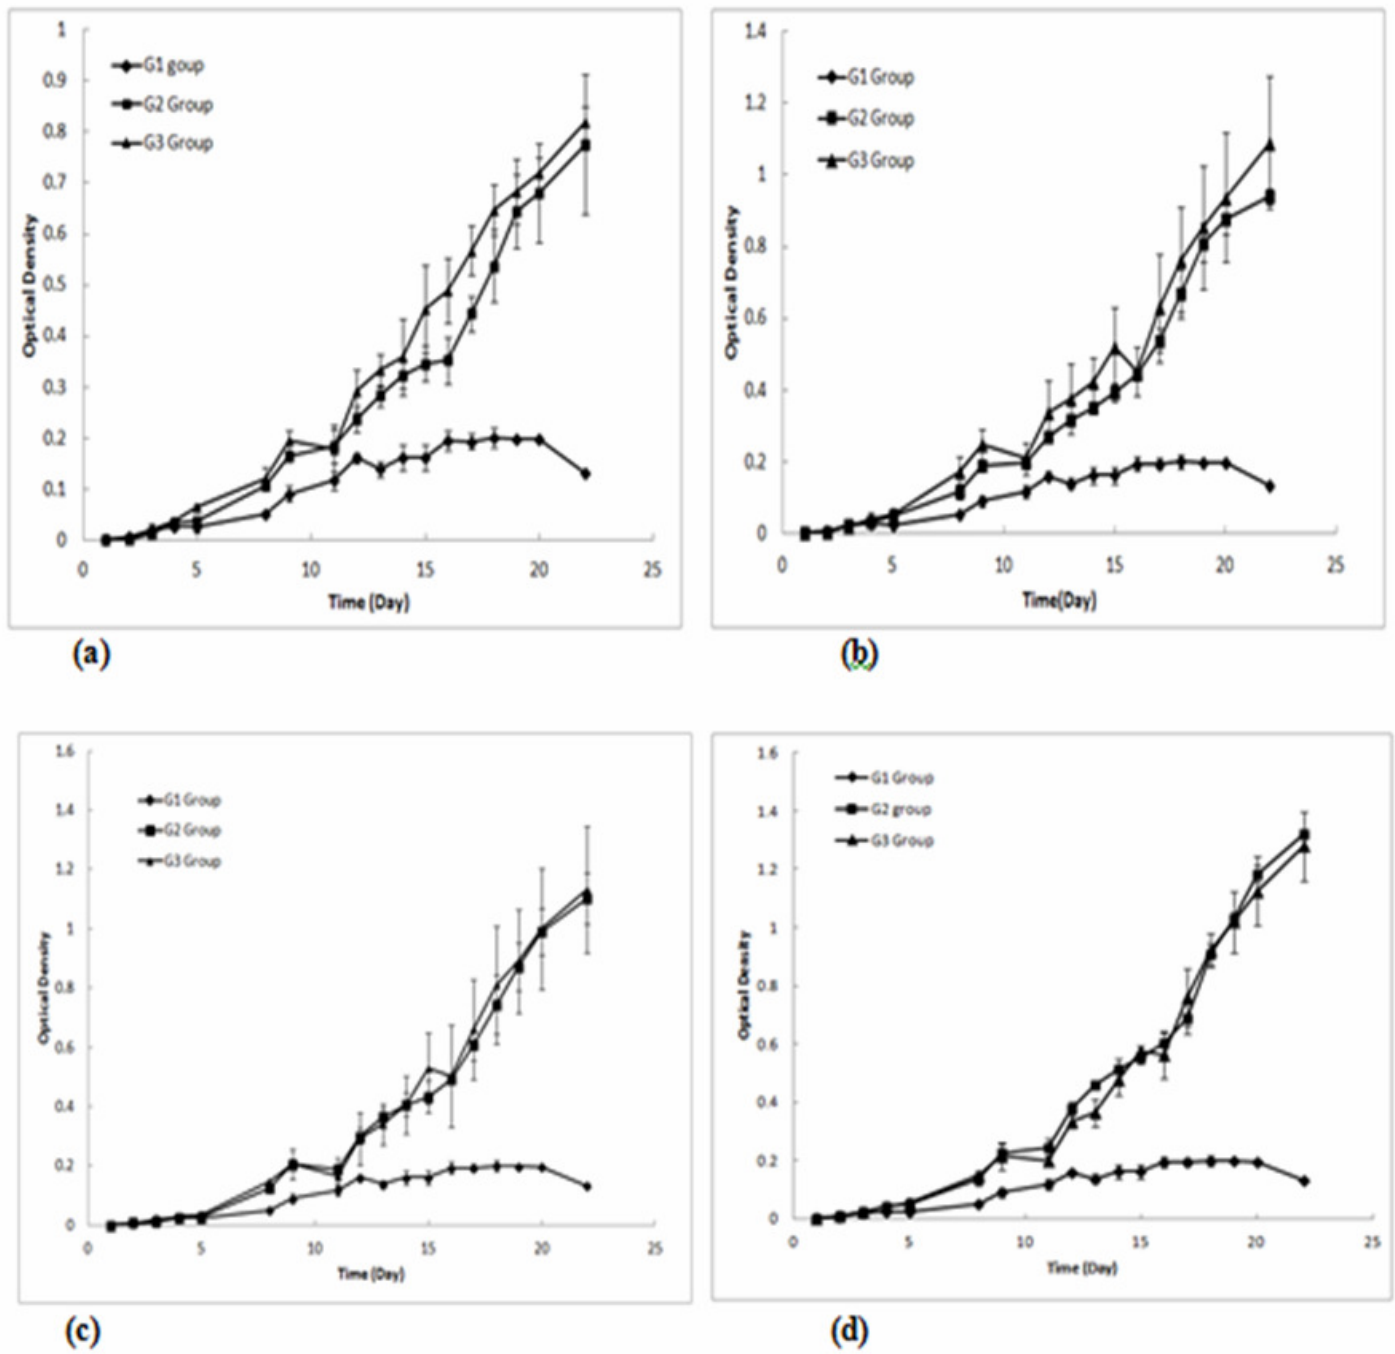 1
0.9
0.8
0.7
0.6
0.5
0.4
0.3
0.2
0.1
0
Optical Density
G1 goup
G2 Group
G3 Group
0 5 10 15 20 25
Time (Day)
(a)
1.4
1.2
1
0.8
0.6
0.4
0.2
0
Optical Density
G1 Group
G2 Group
G3 Group
0 5 10 15 20 25
Time(Day)
(b)
1.6
1.4
1.2
1
0.8
0.6
0.4
0.2
0
Optical Density
G1 Group
G2 Group
G3 Group
0 5 10 15 20 25
Time (Day)
(c)
1.6
1.4
1.2
1
0.8
0.6
0.4
0.2
0
Optical Density
G1 Group
G2 group
G3 Group
0 5 10 15 20 25
Time (Day)
(d)